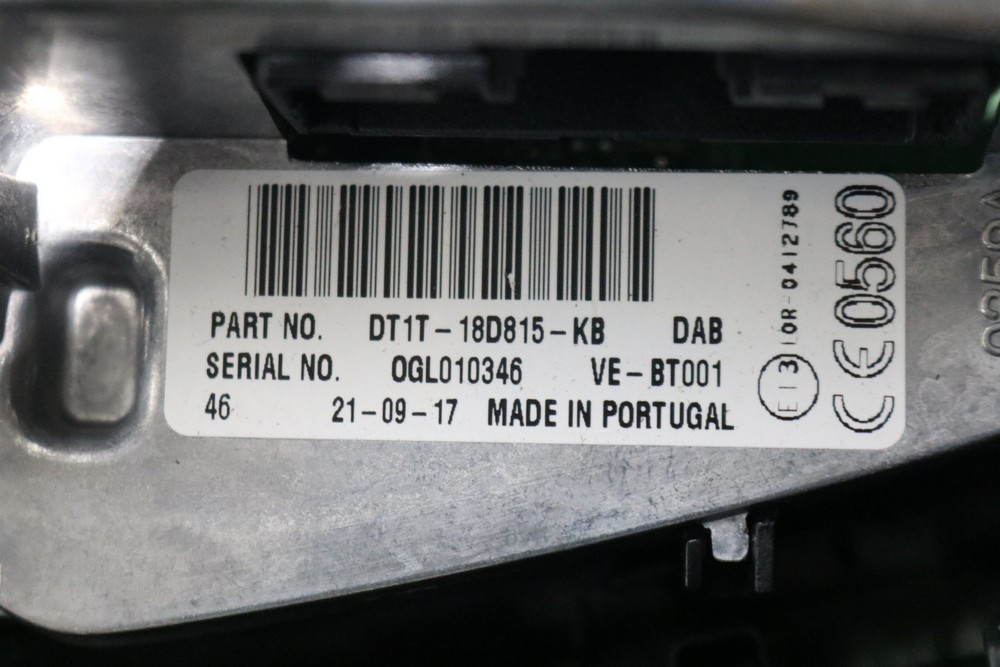 PART NO. DT1T-18D815-KB DAB
SERIAL NO. OGL010346 VE-BT001
46 21-09-17 MADE IN PORTUGAL
E13 10R-0412789
CE0560